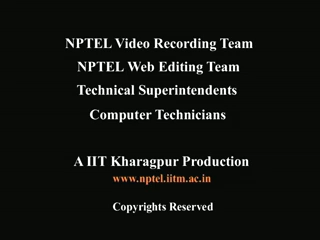 NPTEL Video Recording Team
NPTEL Web Editing Team
Technical Superintendents
Computer Technicians
A IIT Kharagpur Production
www.nptel.iitm.ac.in
Copyrights Reserved